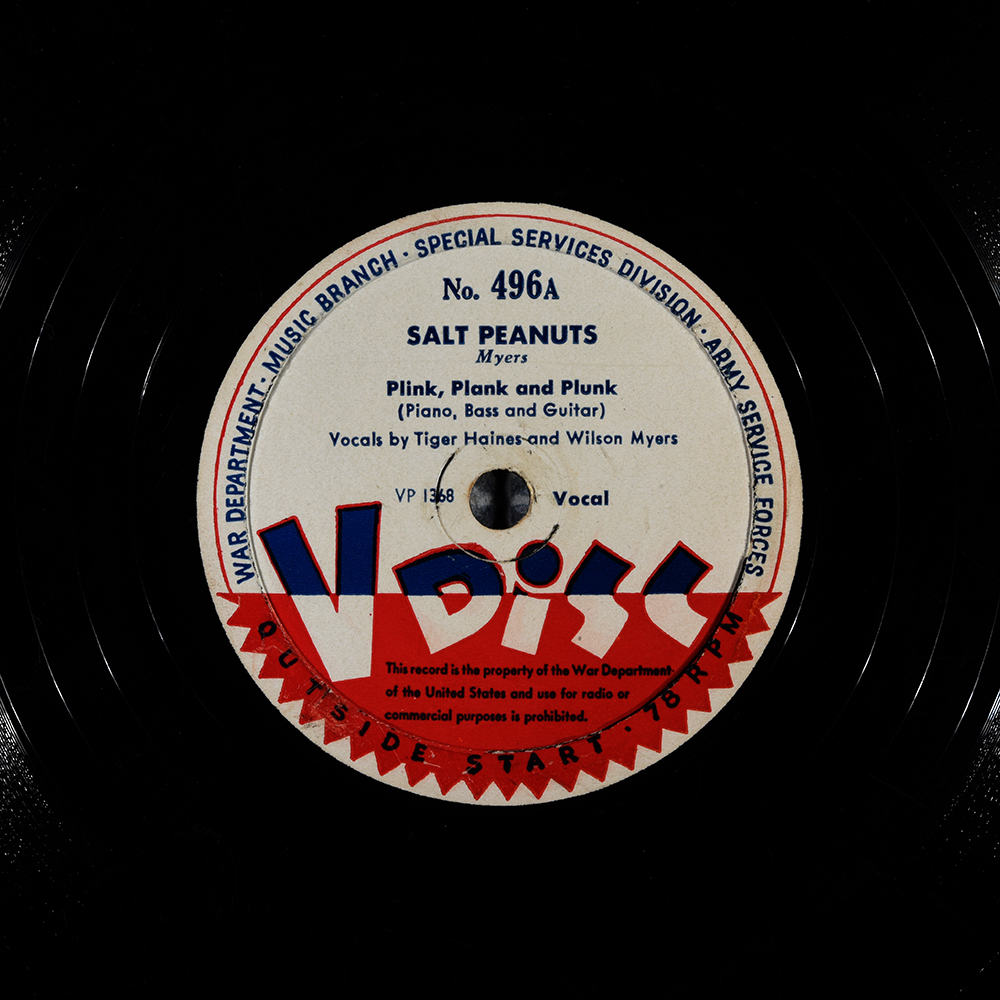 WAR DEPARTMENT · MUSIC BRANCH · SPECIAL SERVICES DIVISION · ARMY SERVICE FORCES
No. 496A
SALT PEANUTS
Myers
Plink, Plank and Plunk
(Piano, Bass and Guitar)
Vocals by Tiger Haines and Wilson Myers
VP 1368 Vocal
V DiSC
This record is the property of the War Department
of the United States and use for radio or
commercial purposes is prohibited.
OUTSIDE START · 78 RPM